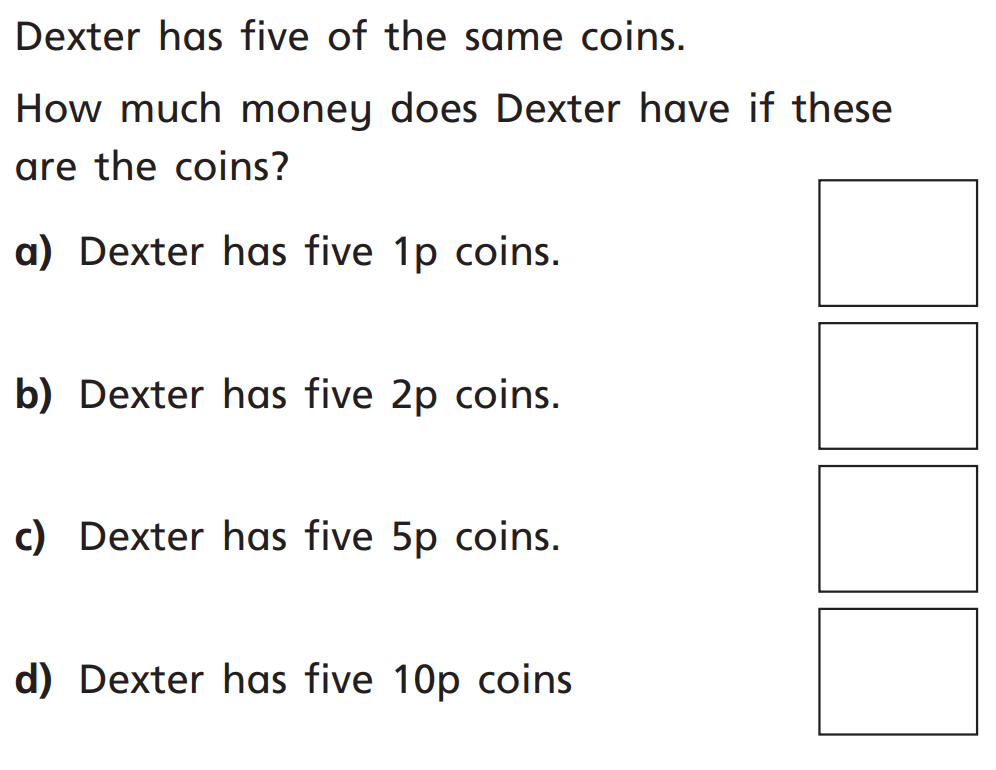 Dexter has five of the same coins.
How much money does Dexter have if these
are the coins?
a) Dexter has five 1p coins.
b) Dexter has five 2p coins.
c) Dexter has five 5p coins.
d) Dexter has five 10p coins